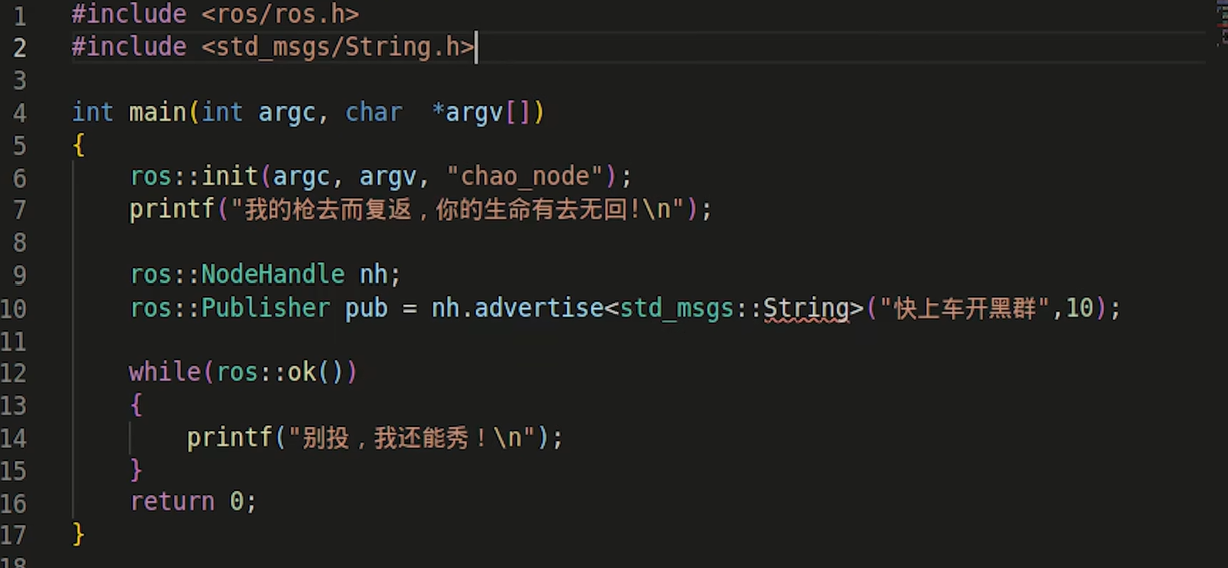 1 #include <ros/ros.h>
2 #include <std_msgs/String.h>
3
4 int main(int argc, char  *argv[])
5 {
6     ros::init(argc, argv, "chao_node");
7     printf("我的枪去而复返，你的生命有去无回!\n");
8
9     ros::NodeHandle nh;
10     ros::Publisher pub = nh.advertise<std_msgs::String>("快上车开黑群",10);
11
12     while(ros::ok())
13     {
14         printf("别投，我还能秀！\n");
15     }
16     return 0;
17 }
18